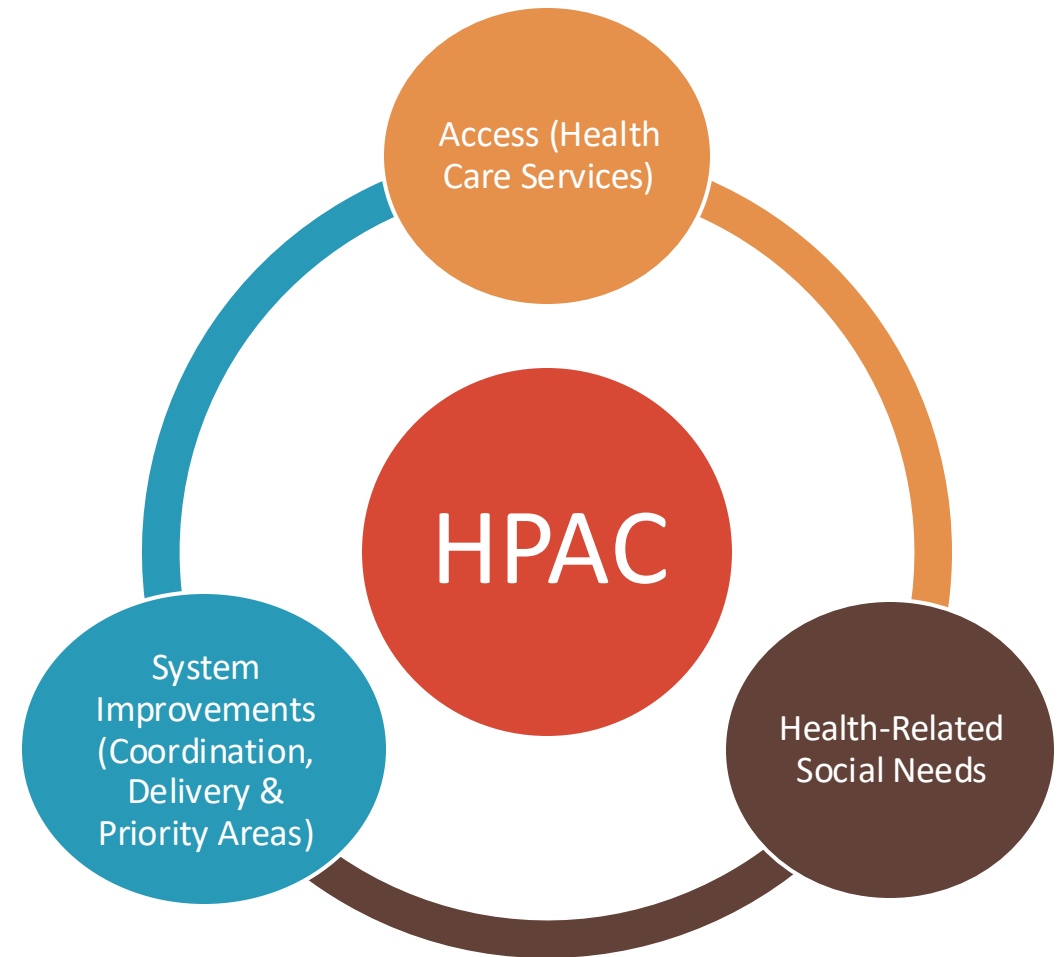 Access (Health
Care Services)
HPAC
System
Improvements
(Coordination,
Delivery &
Priority Areas)
Health-Related
Social Needs